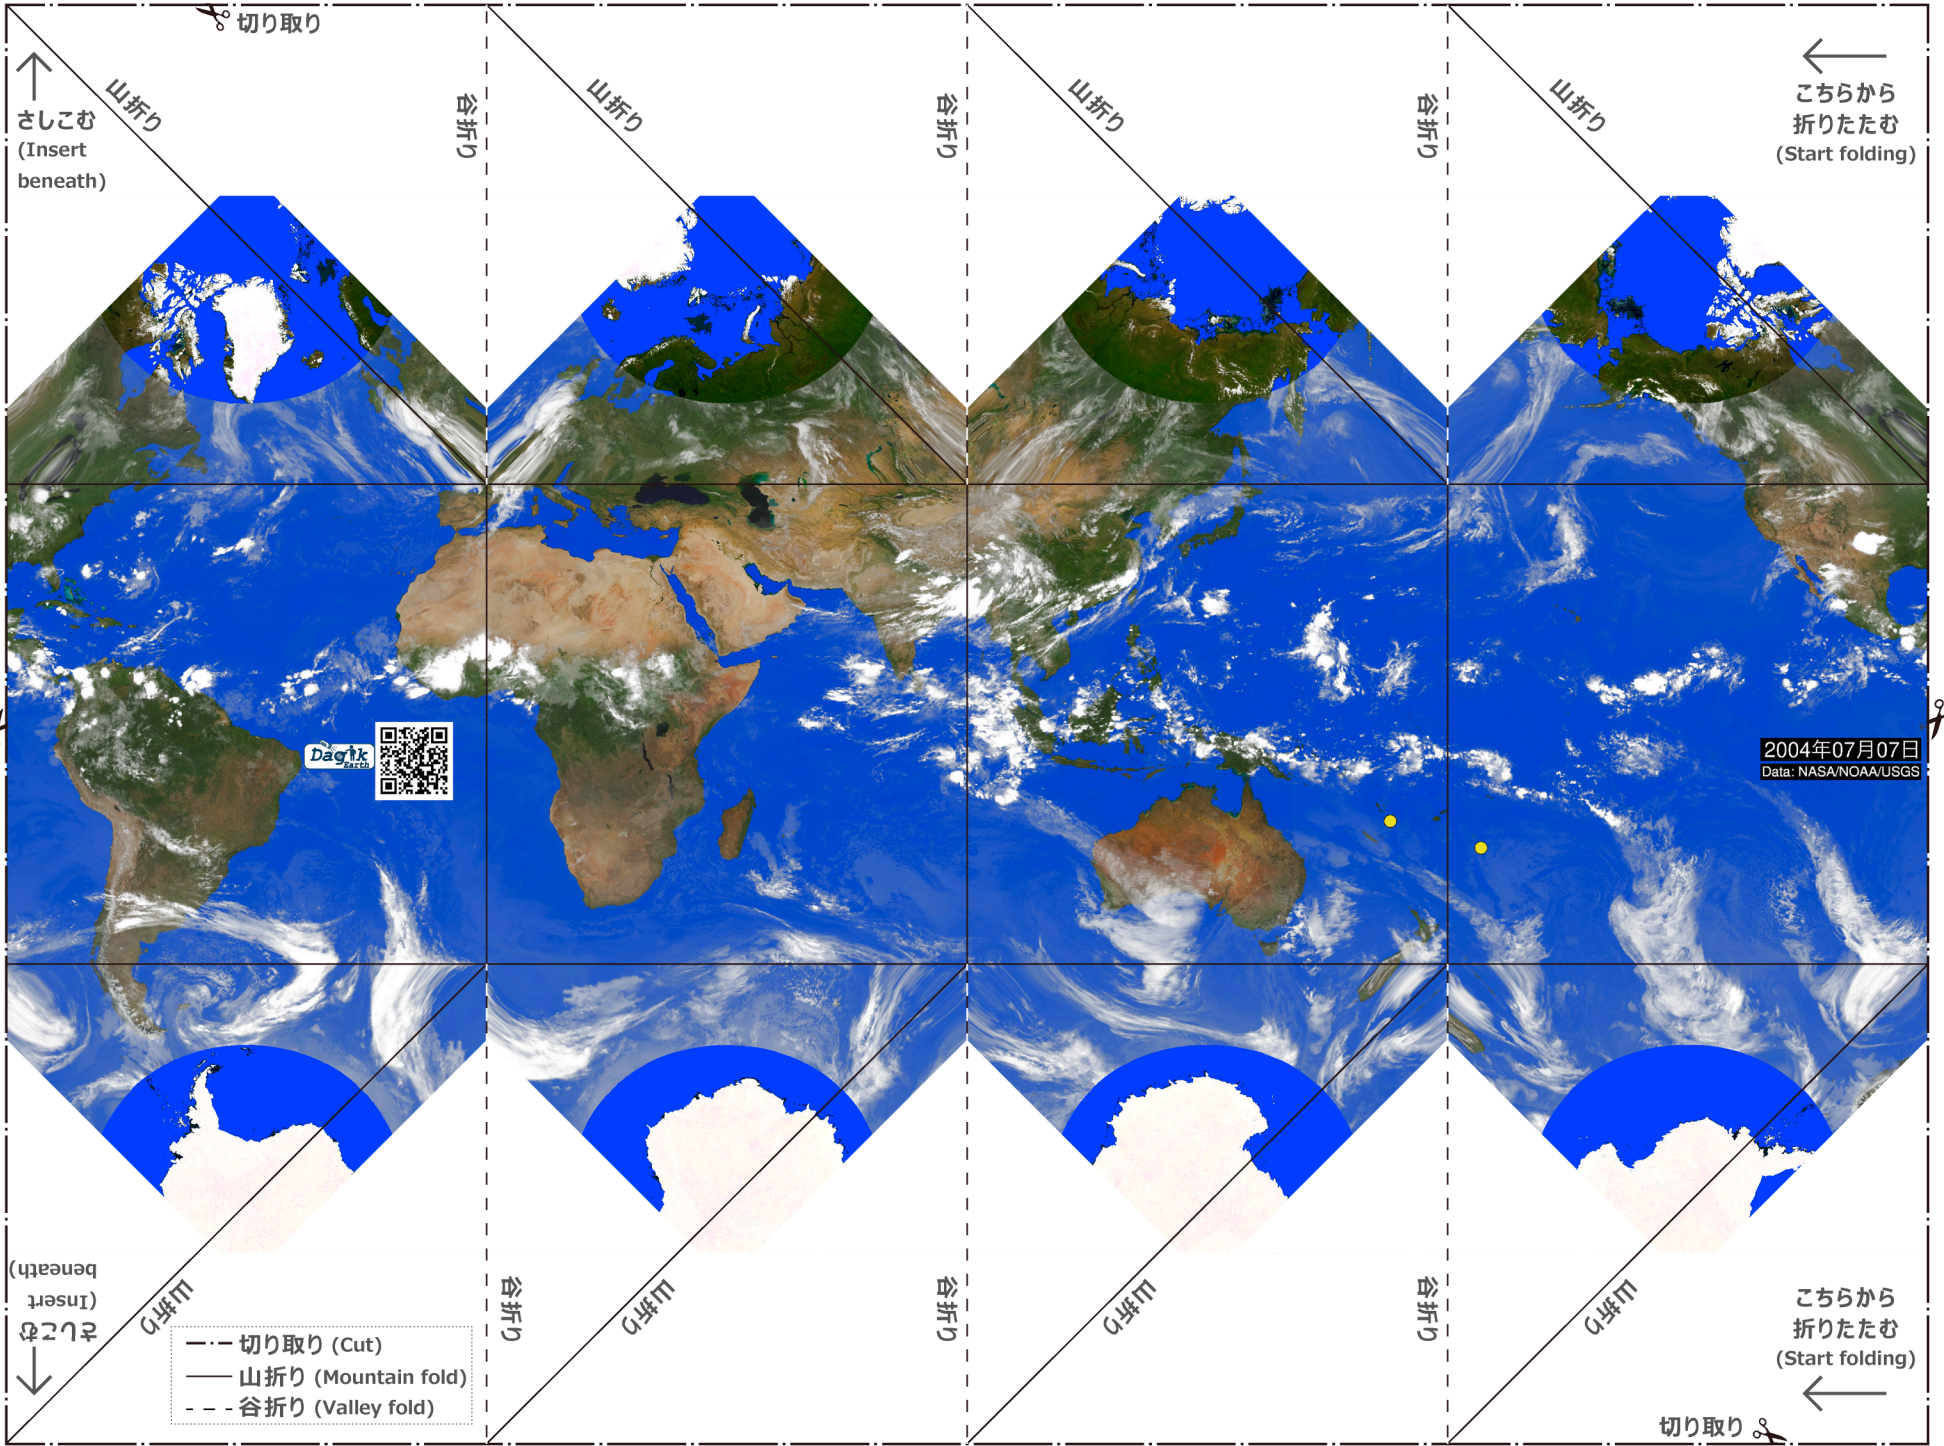 切り取り
さしこむ
(Insert
beneath)
山折り
谷折り
山折り
谷折り
山折り
谷折り
山折り
こちらから
折りたたむ
(Start folding)
Dagik
Earth
2004年07月07日
Data: NASA/NOAA/USGS
さしこむ
(Insert
beneath)
山折り
谷折り
山折り
谷折り
山折り
谷折り
山折り
こちらから
折りたたむ
(Start folding)
切り取り (Cut)
山折り (Mountain fold)
谷折り (Valley fold)
切り取り